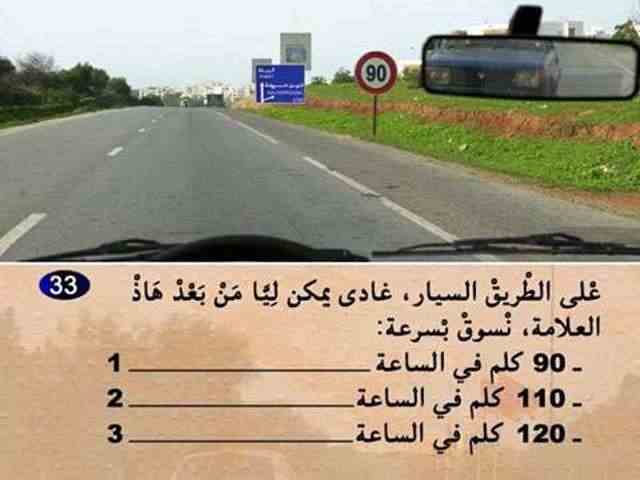 90
33
عْلى الطْريقْ السيار، غادى يمكن لِيَّا مَنْ بَعْدْ هَاذْ
العلامة، نْسوقْ بْسرعة:
ـ 90 كلم في الساعة 1
ـ 110 كلم في الساعة 2
ـ 120 كلم في الساعة 3